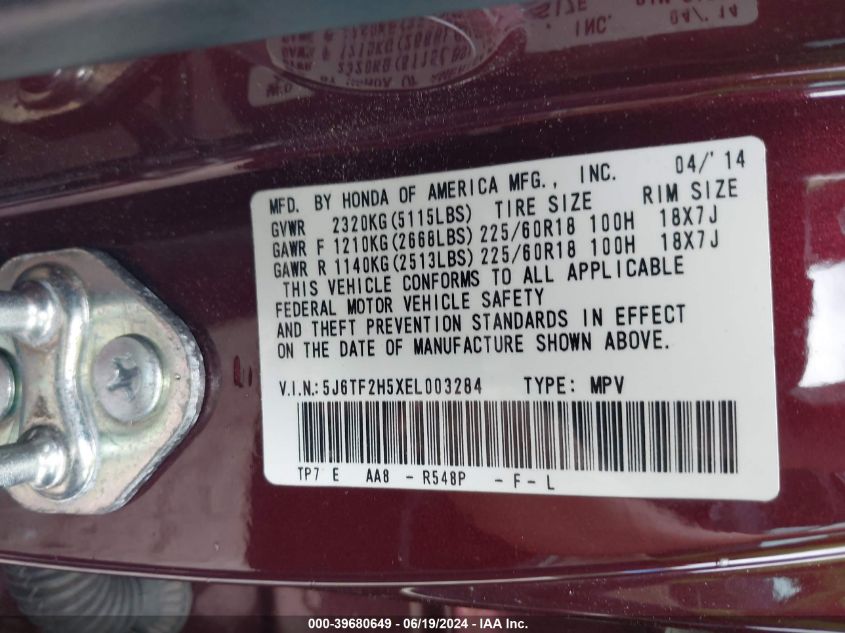 MFD. BY HONDA OF AMERICA MFG., INC. 04/'14
GVWR 2320KG(5115LBS) TIRE SIZE RIM SIZE
GAWR F 1210KG(2668LBS) 225/60R18 100H 18X7J
GAWR R 1140KG(2513LBS) 225/60R18 100H 18X7J
THIS VEHICLE CONFORMS TO ALL APPLICABLE
FEDERAL MOTOR VEHICLE SAFETY
AND THEFT PREVENTION STANDARDS IN EFFECT
ON THE DATE OF MANUFACTURE SHOWN ABOVE.
V.I.N.: 5J6TF2H5XEL003284 TYPE: MPV
TP7 E AA8 - R548P - F - L
000-39680649 - 06/19/2024 - IAA Inc.